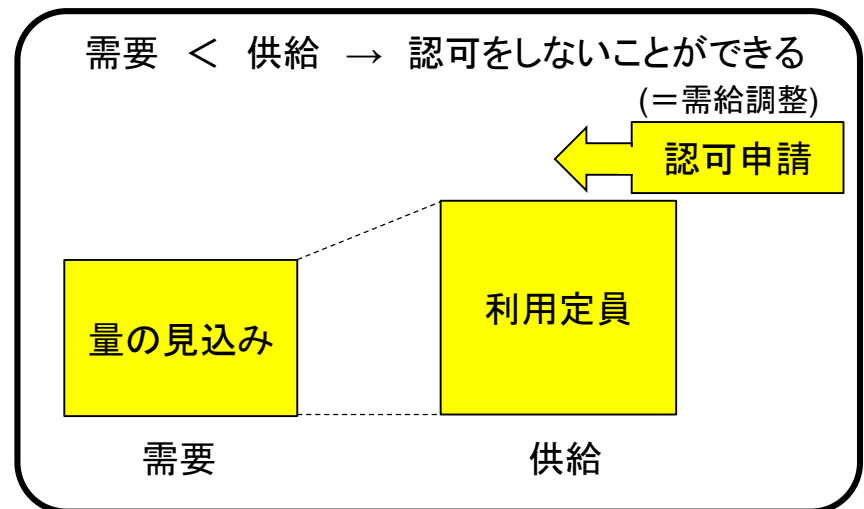 需要 ＜ 供給 → 認可をしないことができる
(＝需給調整)
認可申請
利用定員
量の見込み
需要
供給